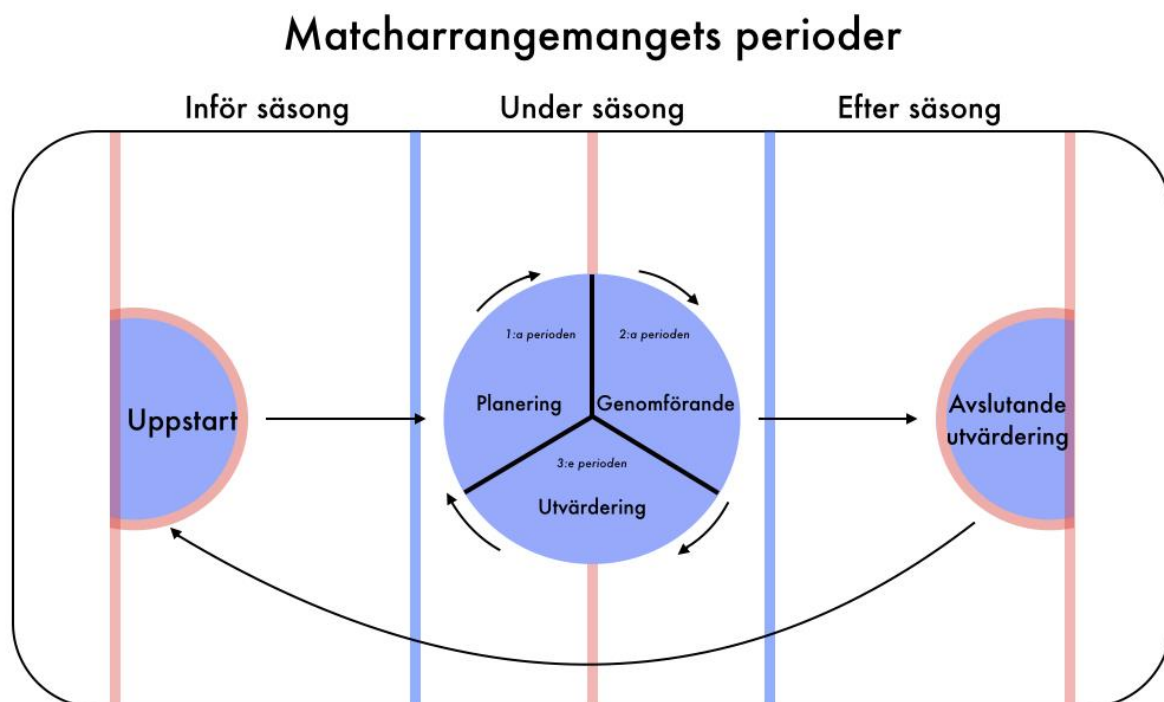 Matcharrangemangets perioder
Inför säsong
Under säsong
Efter säsong
Uppstart
1:a perioden
Planering
2:a perioden
Genomförande
3:e perioden
Utvärdering
Avslutande
utvärdering